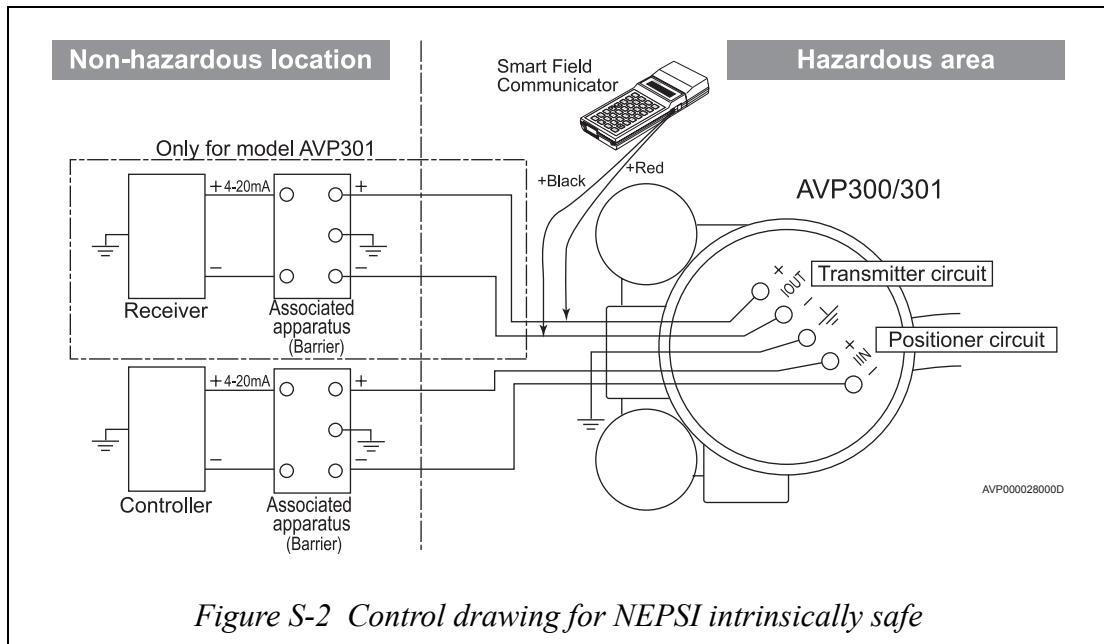 Non-hazardous location
Hazardous area
Smart Field
Communicator
Only for model AVP301
+Black
+Red
AVP300/301
+ 4-20mA
+
−
−
Receiver
Associated
apparatus
(Barrier)
+
IOUT
−
Transmitter circuit
+
IIN
−
Positioner circuit
+ 4-20mA
+
−
−
Controller
Associated
apparatus
(Barrier)
AVP000028000D
Figure S-2 Control drawing for NEPSI intrinsically safe